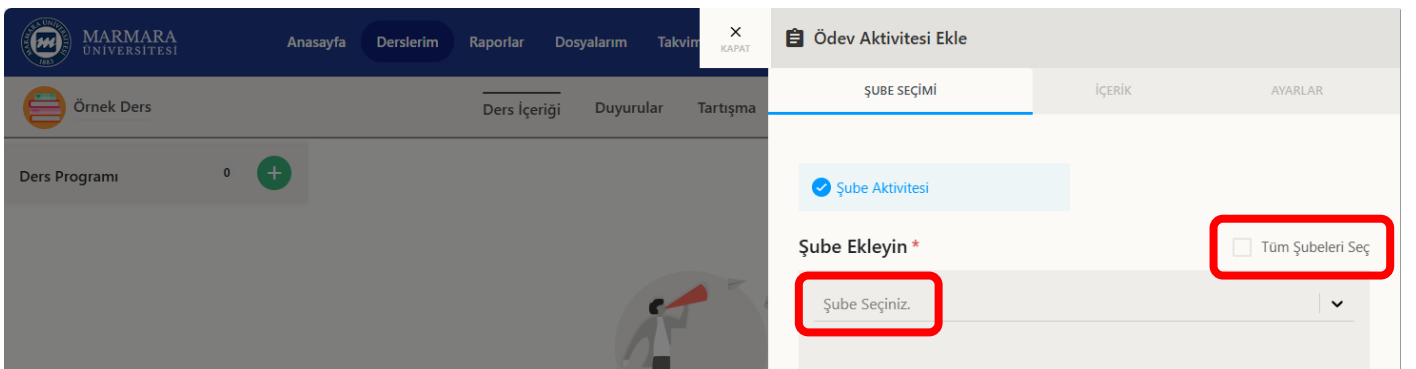 MARMARA
ÜNİVERSİTESİ
Anasayfa
Derslerim
Raporlar
Dosyalarım
Takvim
KAPAT
Ödev Aktivitesi Ekle
ŞUBE SEÇİMİ
İÇERİK
AYARLAR
Örnek Ders
Ders İçeriği
Duyurular
Tartışma
Ders Programı
0
Şube Aktivitesi
Şube Ekleyin *
Tüm Şubeleri Seç
Şube Seçiniz.